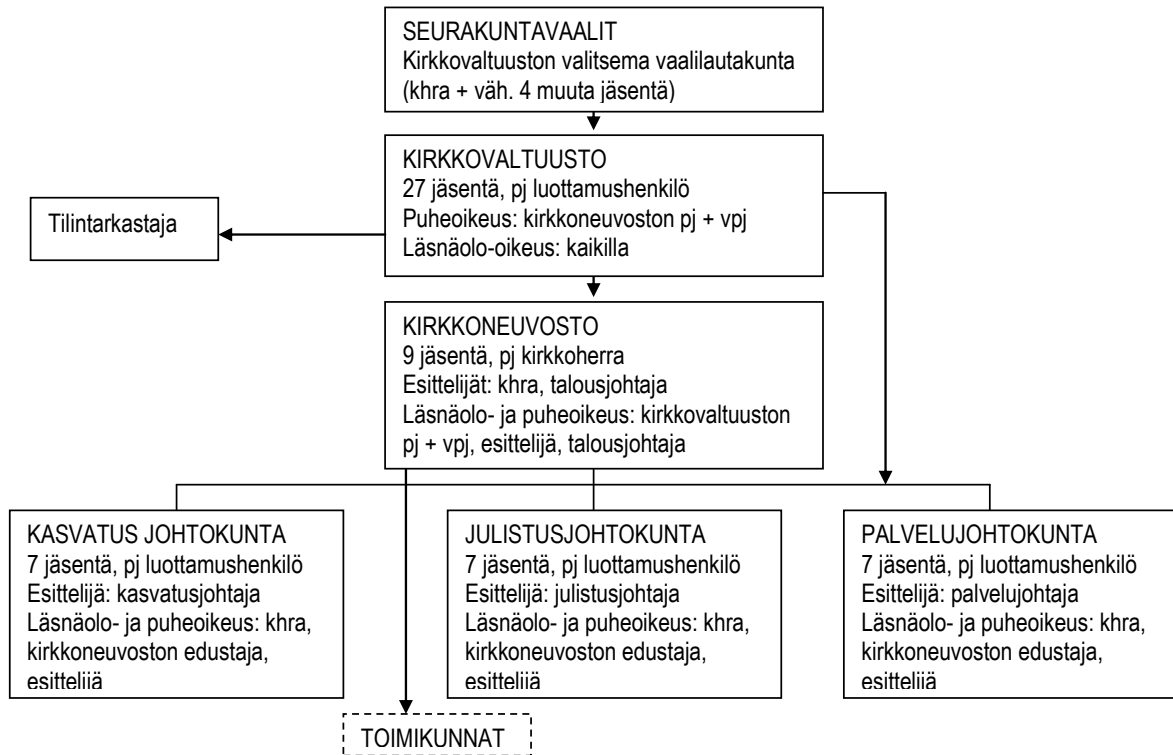 SEURAKUNTAVAALIT
Kirkkovaltuuston valitsema vaalilautakunta
(khra + väh. 4 muuta jäsentä)
KIRKKOVALTUUSTO
27 jäsentä, pj luottamushenkilö
Puheoikeus: kirkkoneuvoston pj + vpj
Läsnäolo-oikeus: kaikilla
Tilintarkastaja
KIRKKONEUVOSTO
9 jäsentä, pj kirkkoherra
Esittelijät: khra, talousjohtaja
Läsnäolo- ja puheoikeus: kirkkovaltuuston
pj + vpj, esittelijä, talousjohtaja
KASVATUS JOHTOKUNTA
7 jäsentä, pj luottamushenkilö
Esittelijä: kasvatusjohtaja
Läsnäolo- ja puheoikeus: khra,
kirkkoneuvoston edustaja,
esittelijä
JULISTUSJOHTOKUNTA
7 jäsentä, pj luottamushenkilö
Esittelijä: julistusjohtaja
Läsnäolo- ja puheoikeus: khra,
kirkkoneuvoston edustaja,
esittelijä
PALVELUJOHTOKUNTA
7 jäsentä, pj luottamushenkilö
Esittelijä: palvelujohtaja
Läsnäolo- ja puheoikeus: khra,
kirkkoneuvoston edustaja,
esittelijä
TOIMIKUNNAT